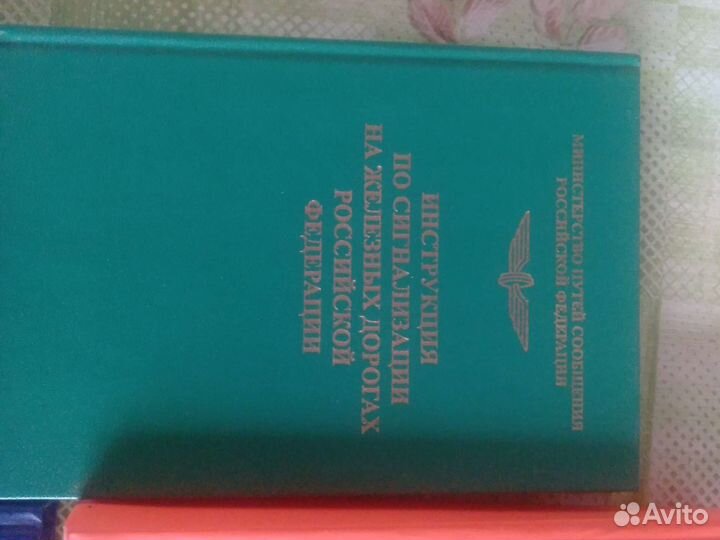 МИНИСТЕРСТВО ПУТЕЙ СООБЩЕНИЯ
РОССИЙСКОЙ ФЕДЕРАЦИИ
ИНСТРУКЦИЯ
ПО СИГНАЛИЗАЦИИ
НА ЖЕЛЕЗНЫХ ДОРОГАХ
РОССИЙСКОЙ
ФЕДЕРАЦИИ
Avito